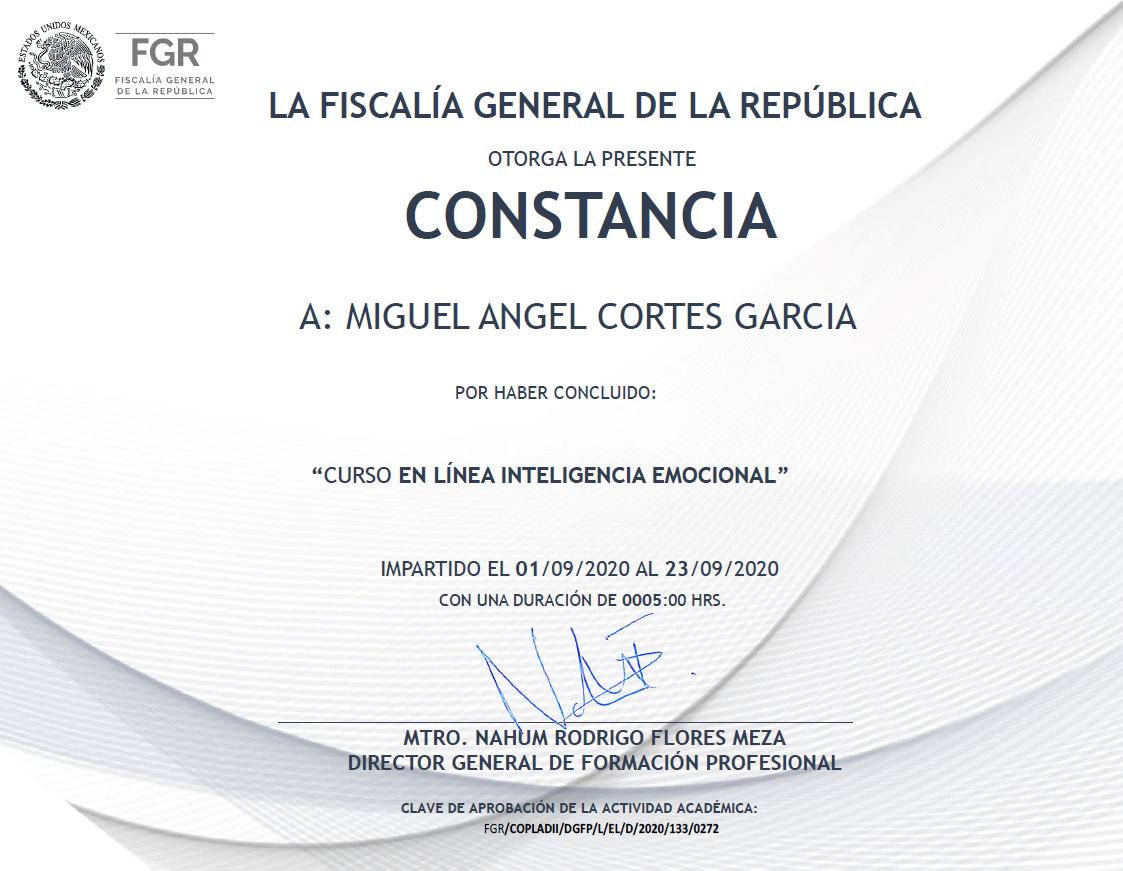 ESTADOS UNIDOS MEXICANOS
FGR
FISCALÍA GENERAL
DE LA REPÚBLICA
LA FISCALÍA GENERAL DE LA REPÚBLICA
OTORGA LA PRESENTE
CONSTANCIA
A: MIGUEL ANGEL CORTES GARCIA
POR HABER CONCLUIDO:
“CURSO EN LÍNEA INTELIGENCIA EMOCIONAL”
IMPARTIDO EL 01/09/2020 AL 23/09/2020
CON UNA DURACIÓN DE 0005:00 HRS.
MTRO. NAHUM RODRIGO FLORES MEZA
DIRECTOR GENERAL DE FORMACIÓN PROFESIONAL
CLAVE DE APROBACIÓN DE LA ACTIVIDAD ACADÉMICA:
FGR/COPLADII/DGFP/L/EL/D/2020/133/0272